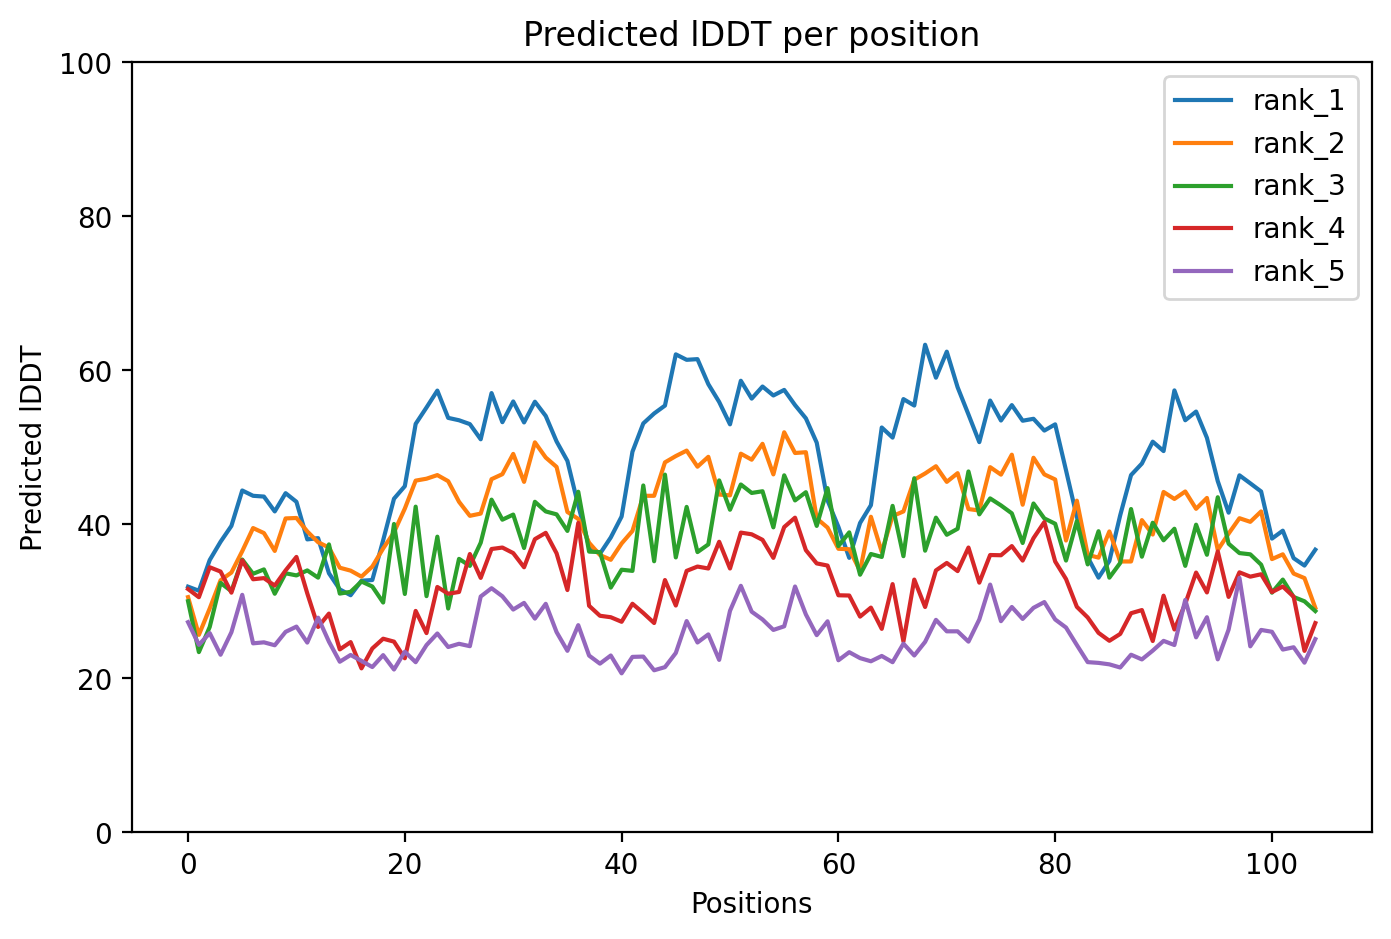 Predicted lDDT per position
100
80
60
40
20
0
Predicted lDDT
rank_1
rank_2
rank_3
rank_4
rank_5
0 20 40 60 80 100
Positions